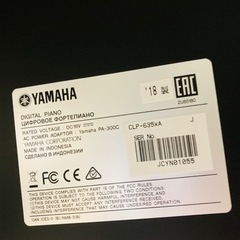 YAMAHA
'18
EAC
DIGITAL PIANO
ЦИФРОВОЕ ФОРТЕПИАНО
RATED VOLTAGE : DC16V
AC POWER ADAPTOR : Yamaha PA-300C
YAMAHA CORPORATION
MADE IN INDONESIA
СДЕЛАНО В ИНДОНЕЗИИ
CLP-635WA J
№
JCYN01055
THIS DEVICE COMPLIES WITH PART 15 OF THE FCC RULES.
OPERATION IS SUBJECT TO THE FOLLOWING TWO CONDITIONS:
(1) THIS DEVICE MAY NOT CAUSE HARMFUL INTERFERENCE, AND
(2) THIS DEVICE MUST ACCEPT ANY INTERFERENCE RECEIVED,
INCLUDING INTERFERENCE THAT MAY CAUSE UNDESIRED OPERATION.